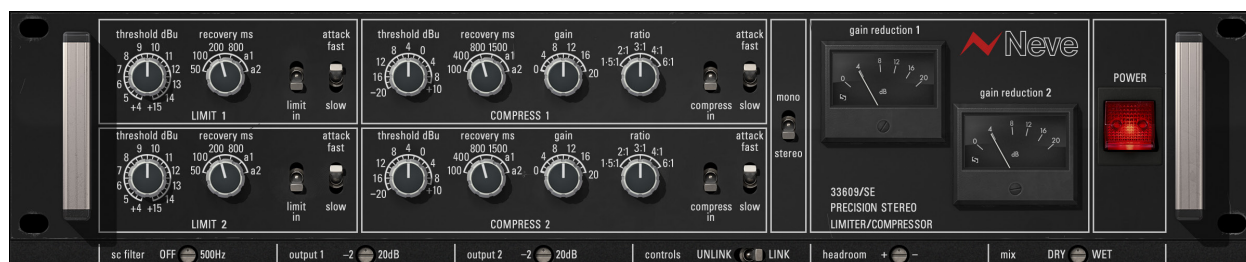 threshold dBu
recovery ms
attack
fast
9 10
8 11
7 12
6 13
5 14
+4 +15
200 800
100 a1
50 a2
limit
in
slow
LIMIT 1
threshold dBu
recovery ms
gain
ratio
attack
fast
4
8 0
12 4
16 8
-20 +10
800 1500
400 a1
100 a2
8 12
4 16
0 20
3:1
2:1 4:1
1·5:1 6:1
compress
in
slow
COMPRESS 1
threshold dBu
recovery ms
attack
fast
9 10
8 11
7 12
6 13
5 14
+4 +15
200 800
100 a1
50 a2
limit
in
slow
LIMIT 2
threshold dBu
recovery ms
gain
ratio
attack
fast
4
8 0
12 4
16 8
-20 +10
800 1500
400 a1
100 a2
8 12
4 16
0 20
3:1
2:1 4:1
1·5:1 6:1
compress
in
slow
COMPRESS 2
mono
stereo
gain reduction 1
0 4 8 12 16 20
dB
Neve
gain reduction 2
0 4 8 12 16 20
dB
33609/SE
PRECISION STEREO
LIMITER/COMPRESSOR
POWER
sc filter OFF 500Hz
output 1 -2 20dB
output 2 -2 20dB
controls UNLINK LINK
headroom + -
mix DRY WET